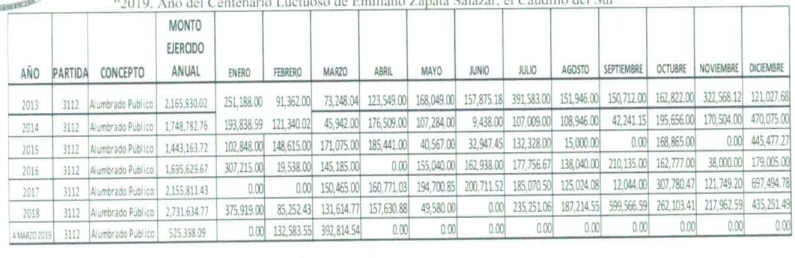 "2019, Año del Centenario Luctuoso de Emiliano Zapata Salazar, el Caudillo del Sur"
AÑO PARTIDA CONCEPTO MONTO EJERCIDO ANUAL ENERO FEBRERO MARZO ABRIL MAYO JUNIO JULIO AGOSTO SEPTIEMBRE OCTUBRE NOVIEMBRE DICIEMBRE
2013 3112 Alumbrado Público 2,165,930.02 251,188.00 91,362.00 73,248.04 123,549.00 168,049.00 157,875.18 391,583.00 151,946.00 150,712.00 162,822.00 322,568.12 121,027.68
2014 3112 Alumbrado Público 1,748,782.76 193,838.59 121,340.02 45,942.00 176,509.00 107,284.00 9,438.00 107,009.00 108,946.00 42,241.15 195,656.00 170,504.00 470,075.00
2015 3112 Alumbrado Público 1,443,163.72 102,848.00 148,615.00 171,075.00 185,441.00 40,567.00 32,947.45 132,328.00 15,000.00 0.00 168,865.00 0.00 445,477.27
2016 3112 Alumbrado Público 1,695,629.67 307,215.00 19,538.00 145,185.00 0.00 155,040.00 162,938.00 177,756.67 138,040.00 210,135.00 162,777.00 38,000.00 179,005.00
2017 3112 Alumbrado Público 2,155,811.43 0.00 0.00 150,465.00 160,771.03 194,700.85 200,711.52 185,070.50 125,024.08 12,044.00 307,780.47 121,749.20 697,494.78
2018 3112 Alumbrado Público 2,731,634.77 375,919.00 85,252.43 131,614.77 157,630.88 49,580.00 0.00 235,251.06 187,214.55 599,566.59 262,103.41 217,962.59 435,251.49
A MARZO 2019 3112 Alumbrado Público 525,398.09 0.00 132,583.55 392,814.54 0.00 0.00 0.00 0.00 0.00 0.00 0.00 0.00 0.00